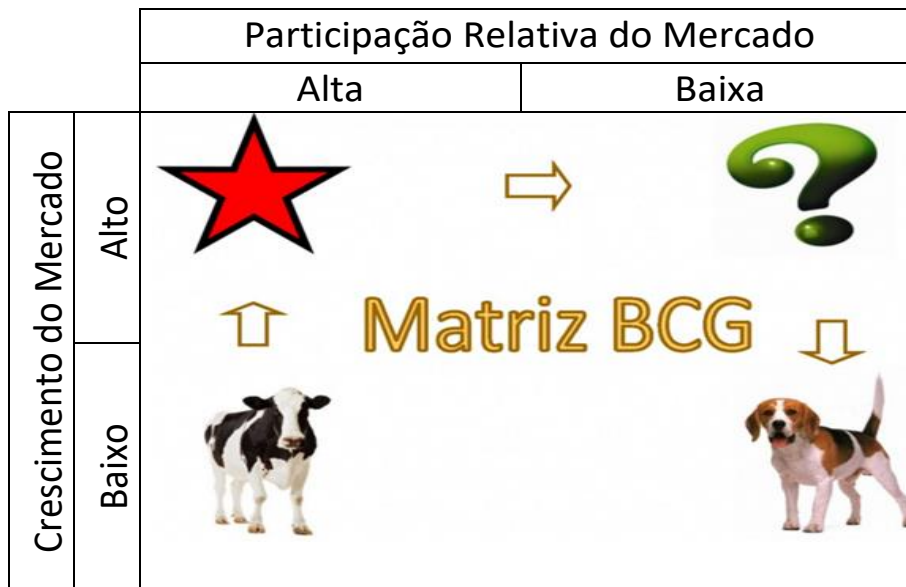 Participação Relativa do Mercado
Alta
Baixa
Crescimento do Mercado
Alto
Matriz BCG
Baixo